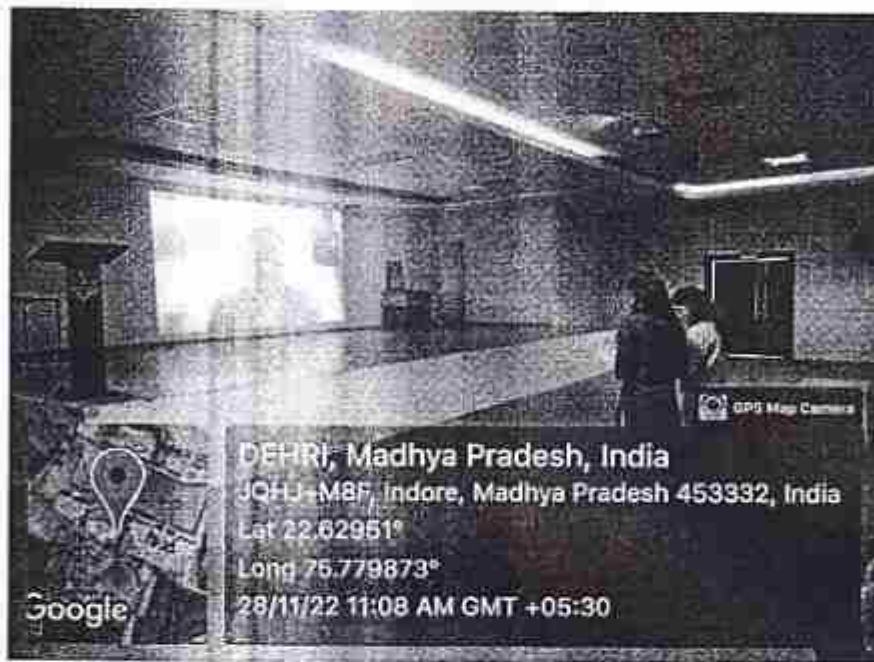 GPS Map Camera
DEHRI, Madhya Pradesh, India
JQHJ+M8F, Indore, Madhya Pradesh 453332, India
Lat 22.62951°
Long 75.779873°
28/11/22 11:08 AM GMT +05:30
Google